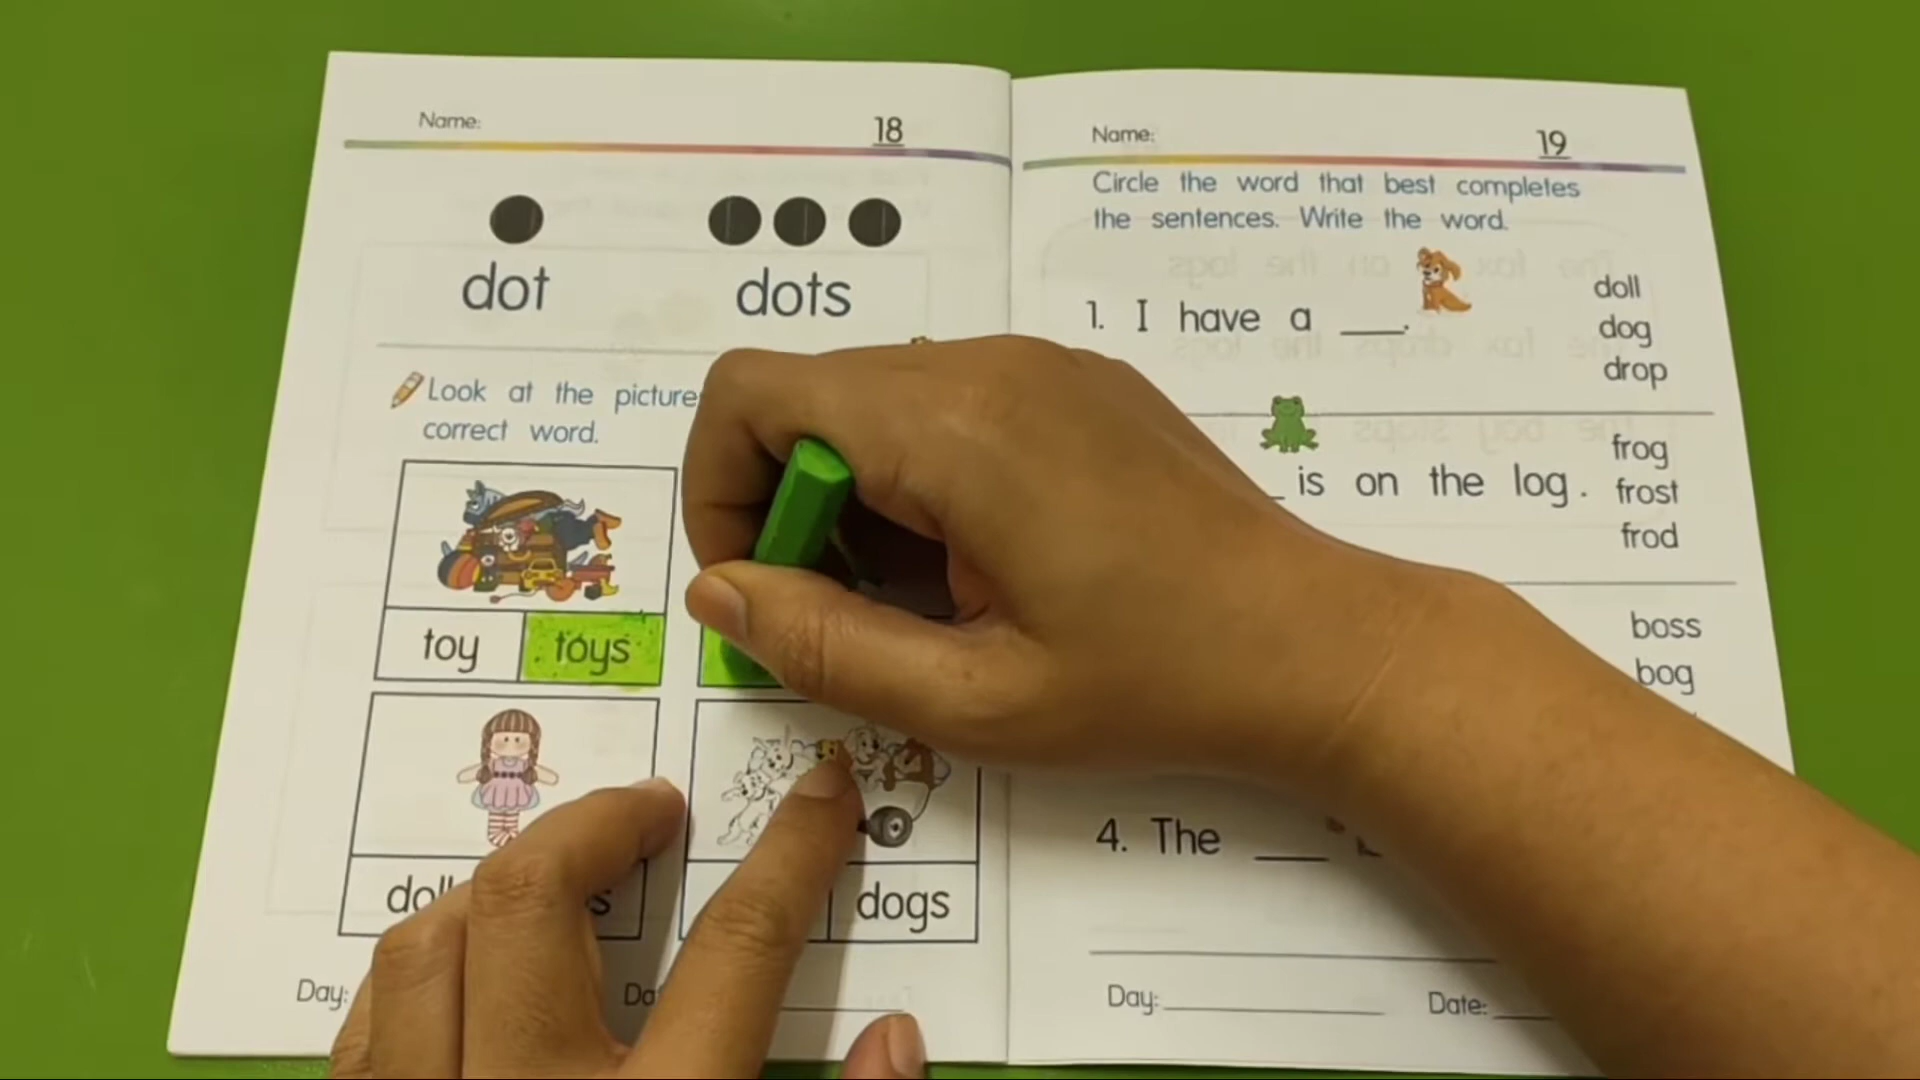 Name: 18
dot dots
Look at the picture
correct word.
toy toys
dogs
Day:
Name: 19
Circle the word that best completes
the sentences. Write the word.
1. I have a ___.
doll
dog
drop
is on the log.
frog
frost
frod
boss
bog
4. The ___
Day: Date: